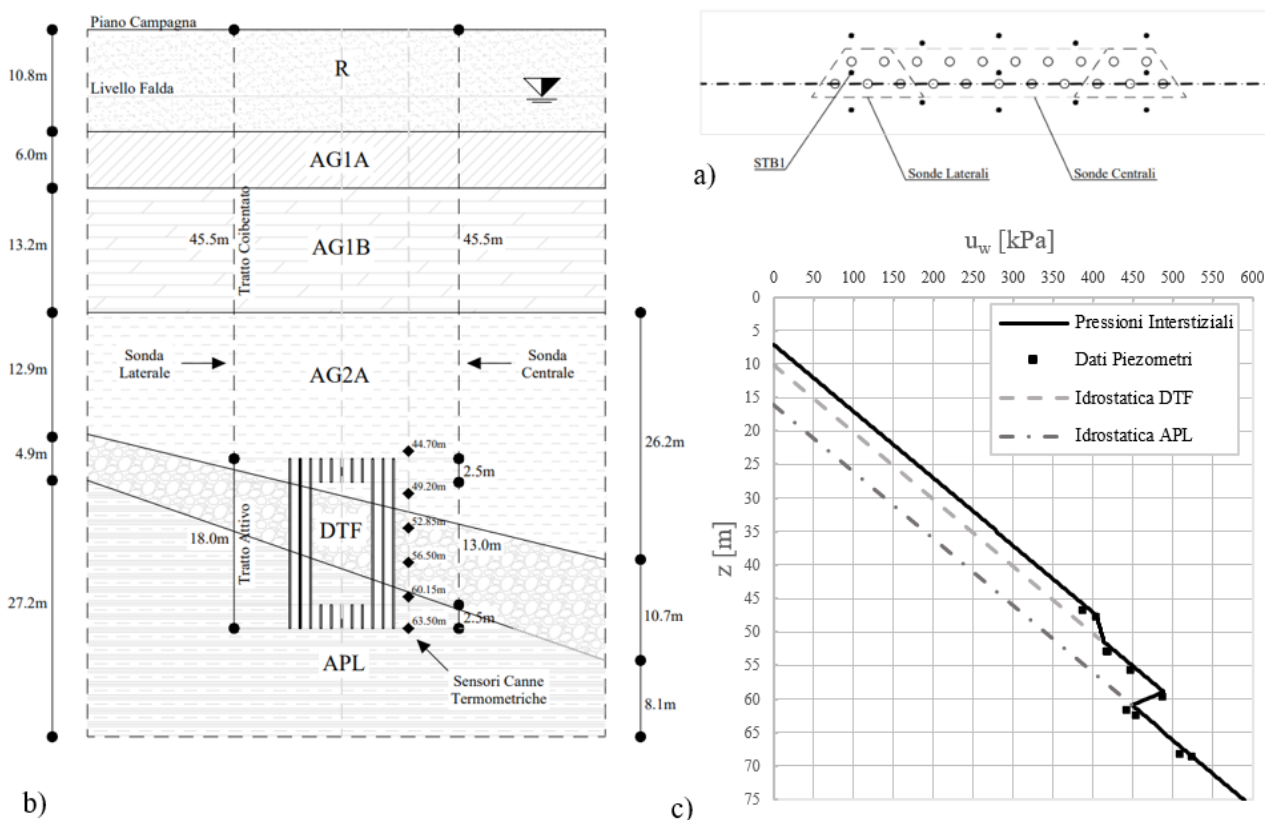 Piano Campagna
10.8m
R
Livello Falda
6.0m
AG1A
13.2m
45.5m
Tratto Coibentato
AG1B
45.5m
12.9m
Sonda
Laterale
AG2A
Sonda
Centrale
4.9m
44.70m
2.5m
49.20m
26.2m
DTF
52.85m
18.0m
Tratto Attivo
56.50m
13.0m
60.15m
27.2m
2.5m
63.50m
10.7m
APL
Sensori Canne
Termometriche
8.1m
b)
STB1
Sonde Laterali
Sonde Centrali
a)
u_w [kPa]
0 50 100 150 200 250 300 350 400 450 500 550 600
0
5
10
15
20
25
30
35
40
45
50
55
60
65
70
75
z [m]
Pressioni Interstiziali
Dati Piezometri
Idrostatica DTF
Idrostatica APL
c)